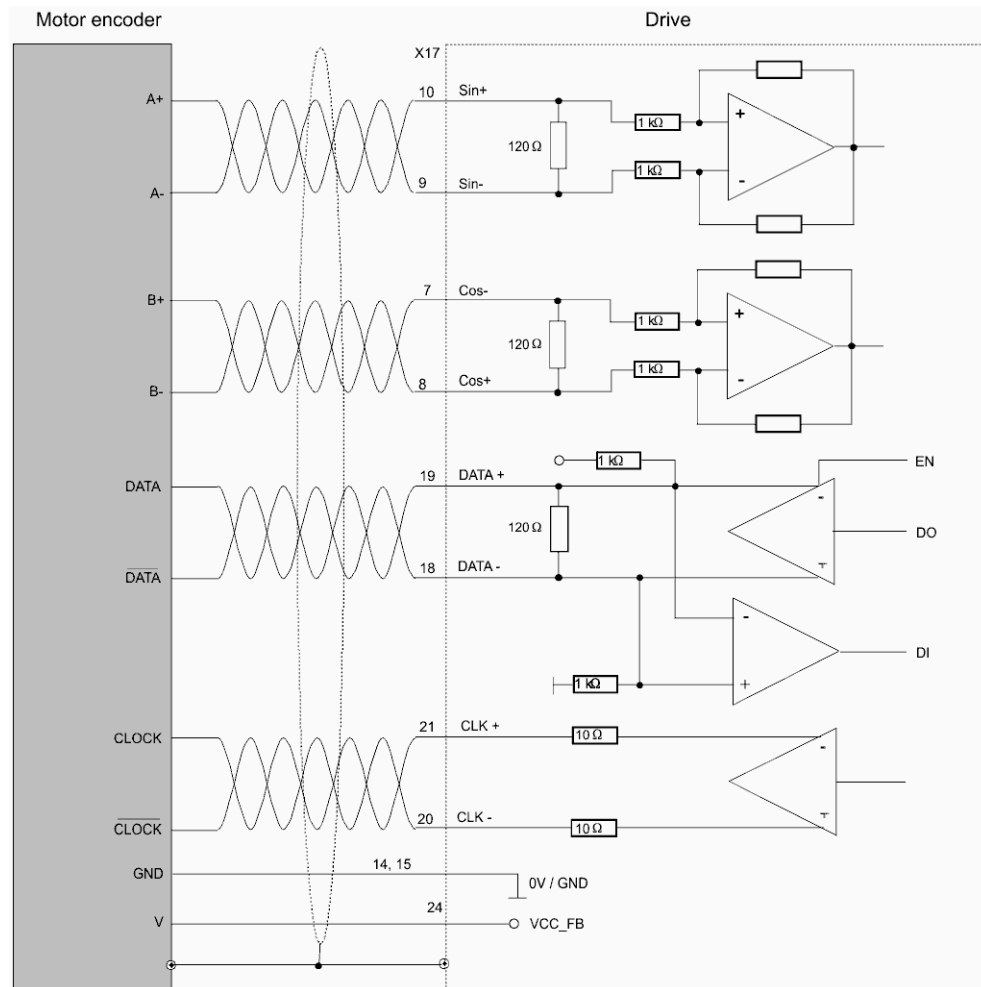 Motor encoder
Drive
X17
A+
10
Sin+
1 kΩ
+
120 Ω
1 kΩ
-
A-
9
Sin-
B+
7
Cos-
1 kΩ
+
120 Ω
1 kΩ
-
B-
8
Cos+
1 kΩ
EN
DATA
19
DATA +
-
120 Ω
DO
DATA
18
DATA -
+
-
DI
1 kΩ
+
CLOCK
21
CLK +
10 Ω
-
CLOCK
20
CLK -
10 Ω
+
GND
14, 15
0V / GND
V
24
VCC_FB